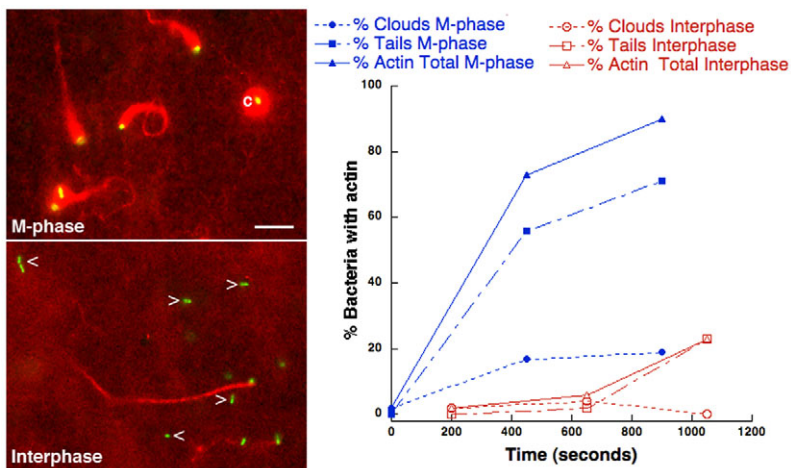 C
M-phase
<
>
>
>
<
Interphase
% Clouds M-phase
% Tails M-phase
% Actin Total M-phase
% Clouds Interphase
% Tails Interphase
% Actin Total Interphase
% Bacteria with actin
100
80
60
40
20
0
0 200 400 600 800 1000 1200
Time (seconds)